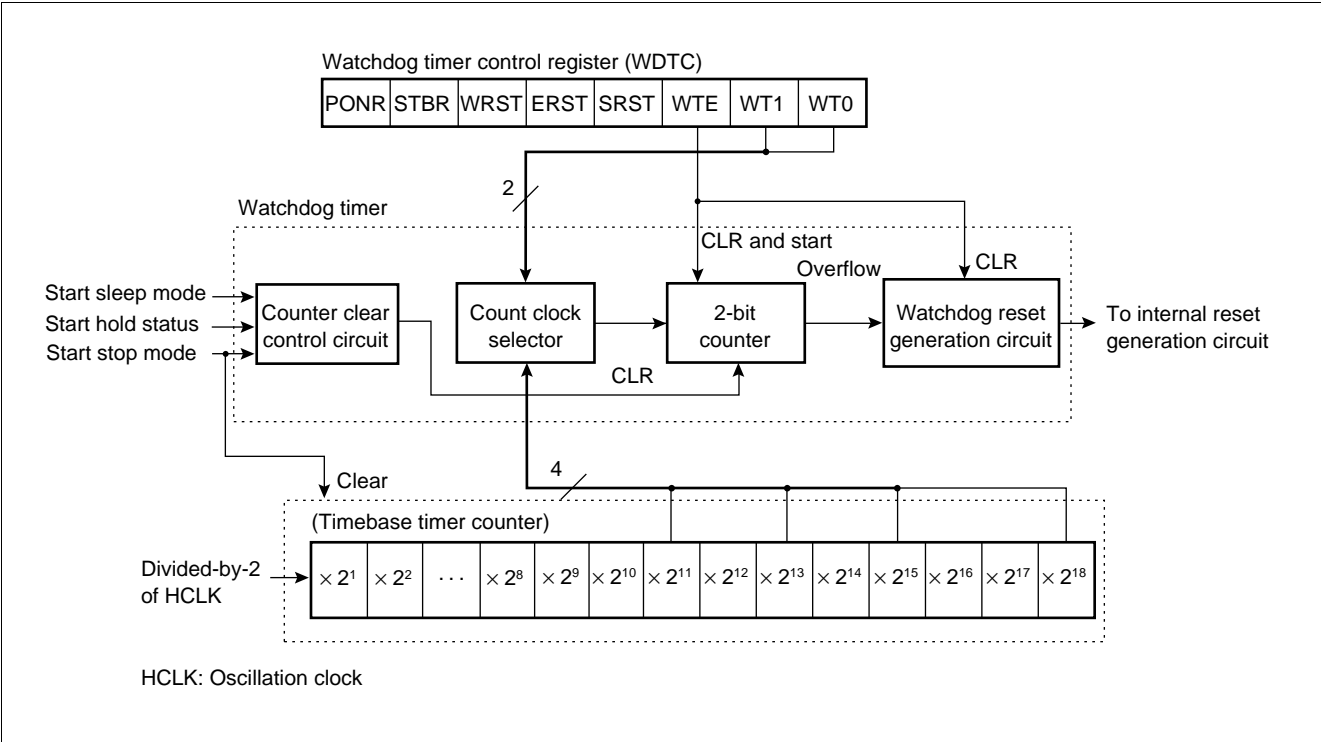 Watchdog timer control register (WDTC)
PONR STBR WRST ERST SRST WTE WT1 WT0
2
Watchdog timer
CLR and start
Overflow
CLR
Start sleep mode
Start hold status
Start stop mode
Counter clear
control circuit
Count clock
selector
2-bit
counter
Watchdog reset
generation circuit
To internal reset
generation circuit
CLR
4
Clear
(Timebase timer counter)
Divided-by-2
of HCLK
× 2¹ × 2² ··· × 2⁸ × 2⁹ × 2¹⁰ × 2¹¹ × 2¹² × 2¹³ × 2¹⁴ × 2¹⁵ × 2¹⁶ × 2¹⁷ × 2¹⁸
HCLK: Oscillation clock